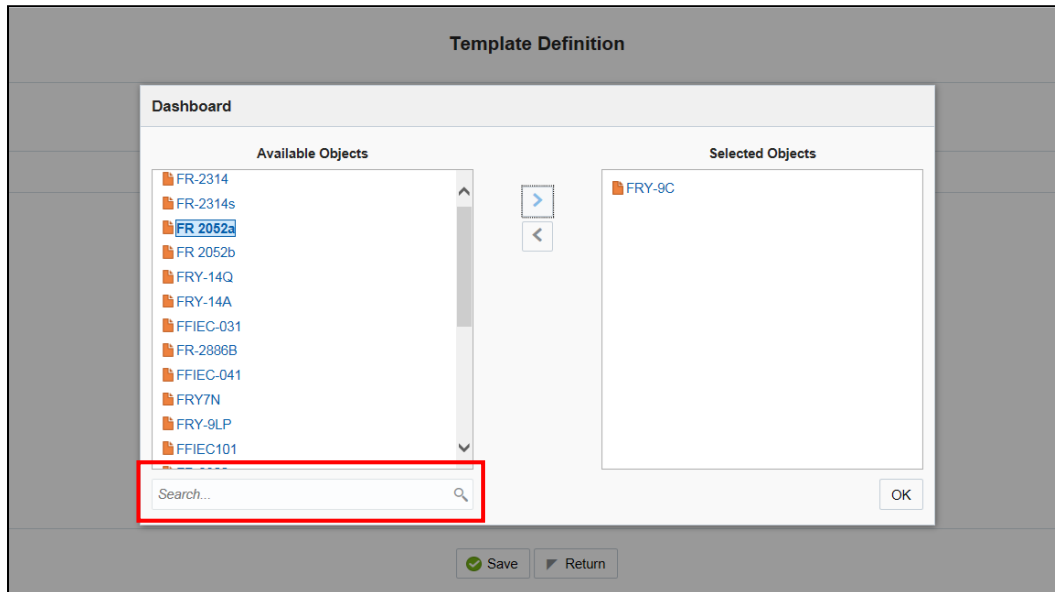 Template Definition
Dashboard
Available Objects
FR-2314
FR-2314s
FR 2052a
FR 2052b
FRY-14Q
FRY-14A
FFIEC-031
FR-2886B
FFIEC-041
FRY7N
FRY-9LP
FFIEC101
Search...
Selected Objects
FRY-9C
OK
Save
Return